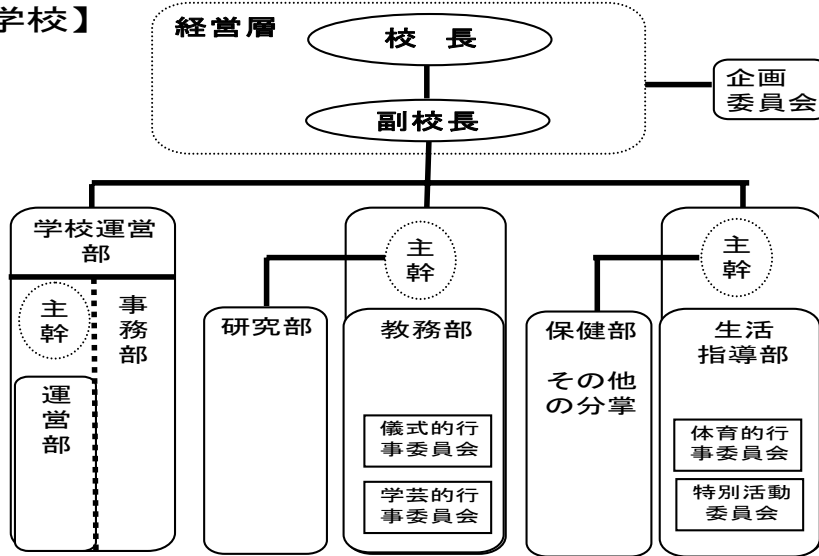 学校】
経営層
校 長
副校長
企画
委員会
学校運営
部
主
幹
事
務
部
運
営
部
主
幹
研究部
教務部
儀式的行
事委員会
学芸的行
事委員会
主
幹
保健部
その他
の分掌
生活
指導部
体育的行
事委員会
特別活動
委員会